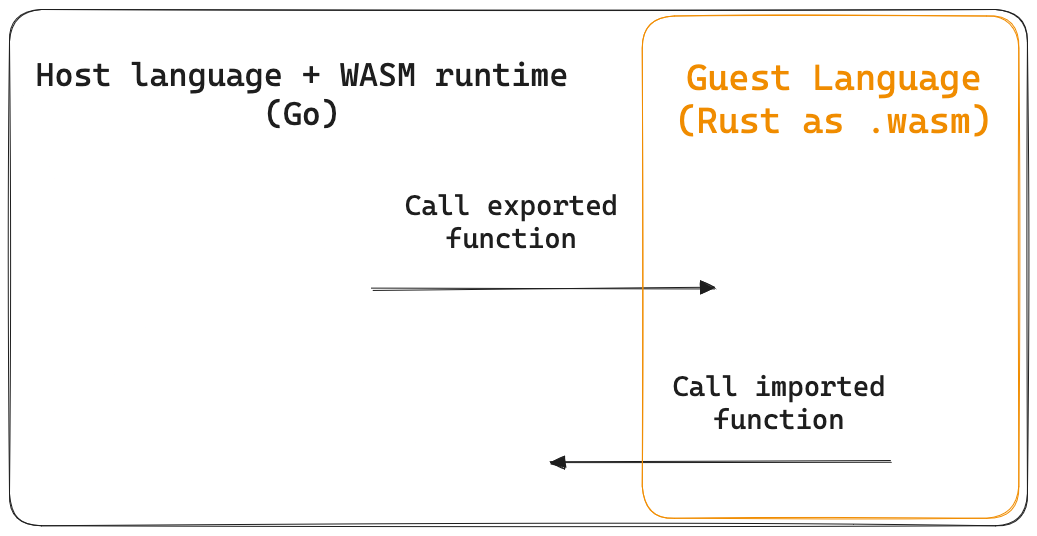 Host language + WASM runtime
(Go)
Guest Language
(Rust as .wasm)
Call exported
function
Call imported
function